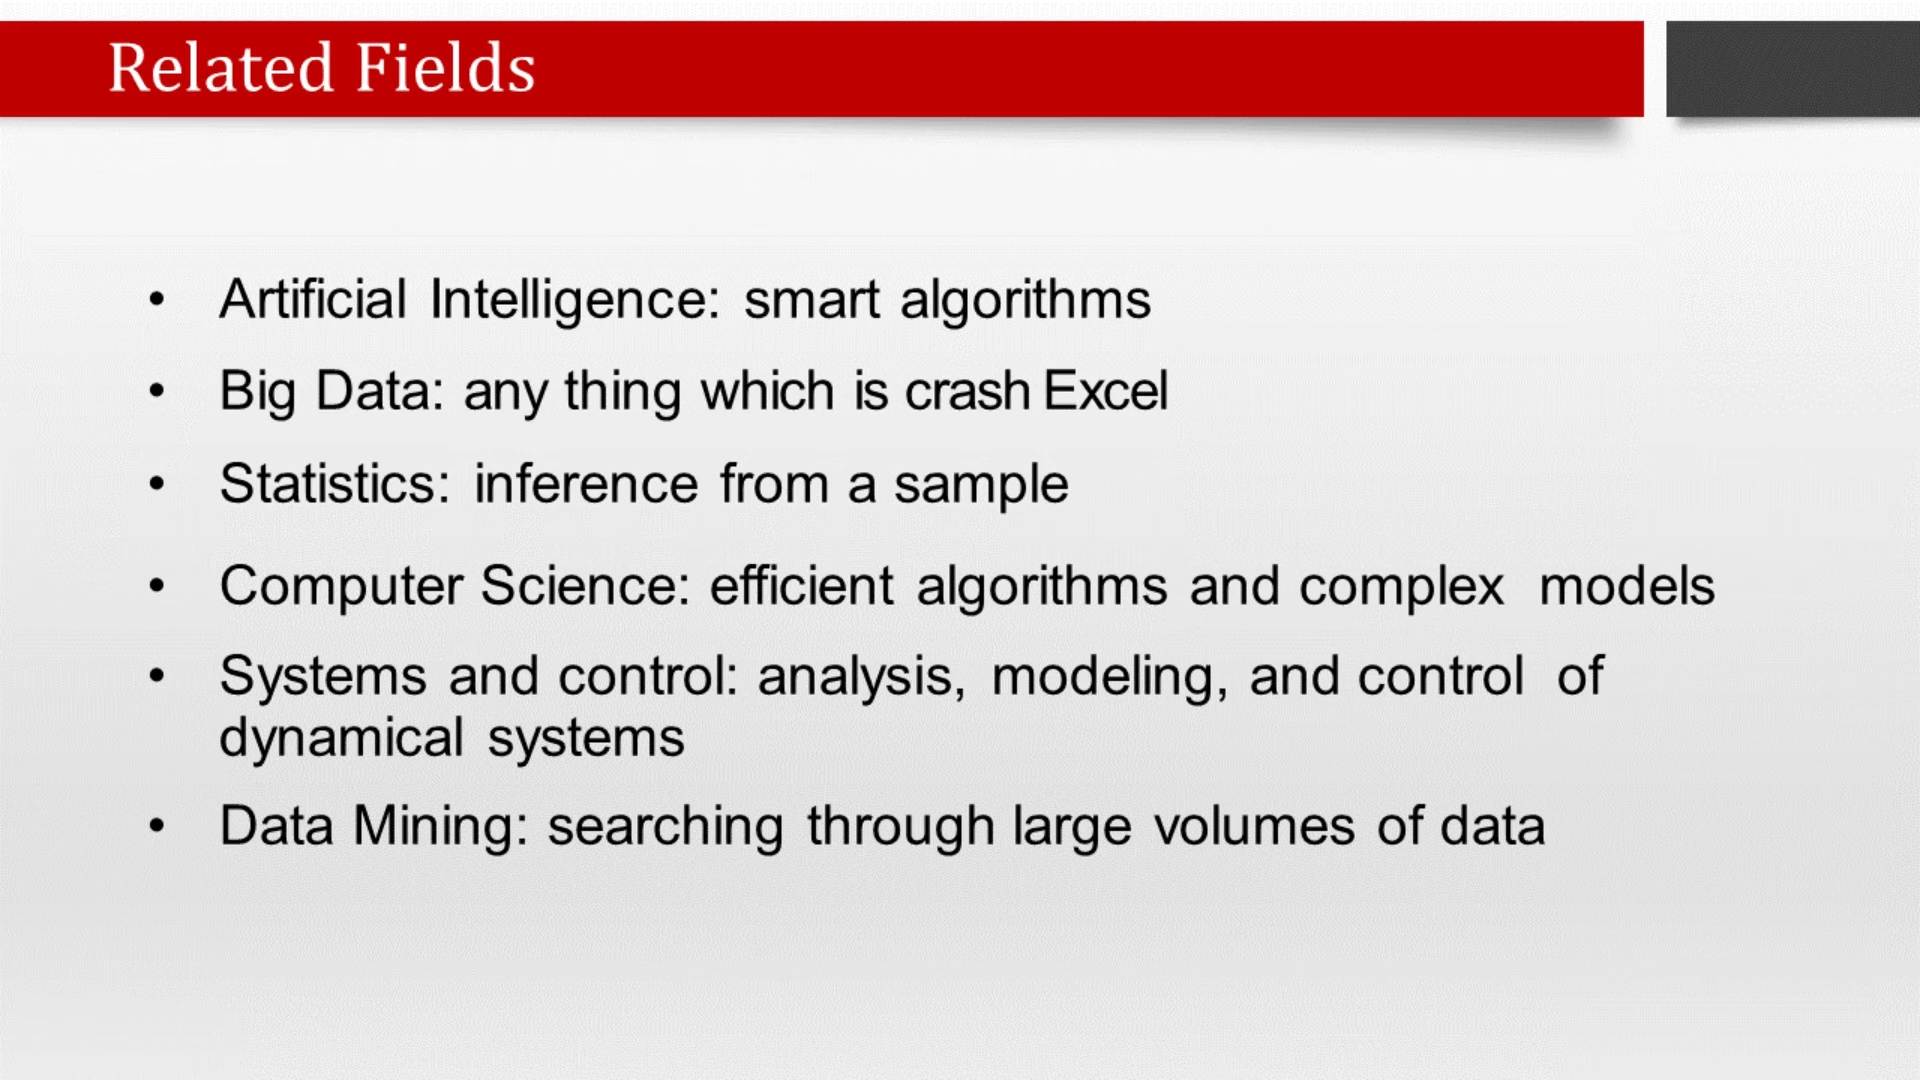 Related Fields
• Artificial Intelligence: smart algorithms
• Big Data: any thing which is crash Excel
• Statistics: inference from a sample
• Computer Science: efficient algorithms and complex models
• Systems and control: analysis, modeling, and control of
dynamical systems
• Data Mining: searching through large volumes of data